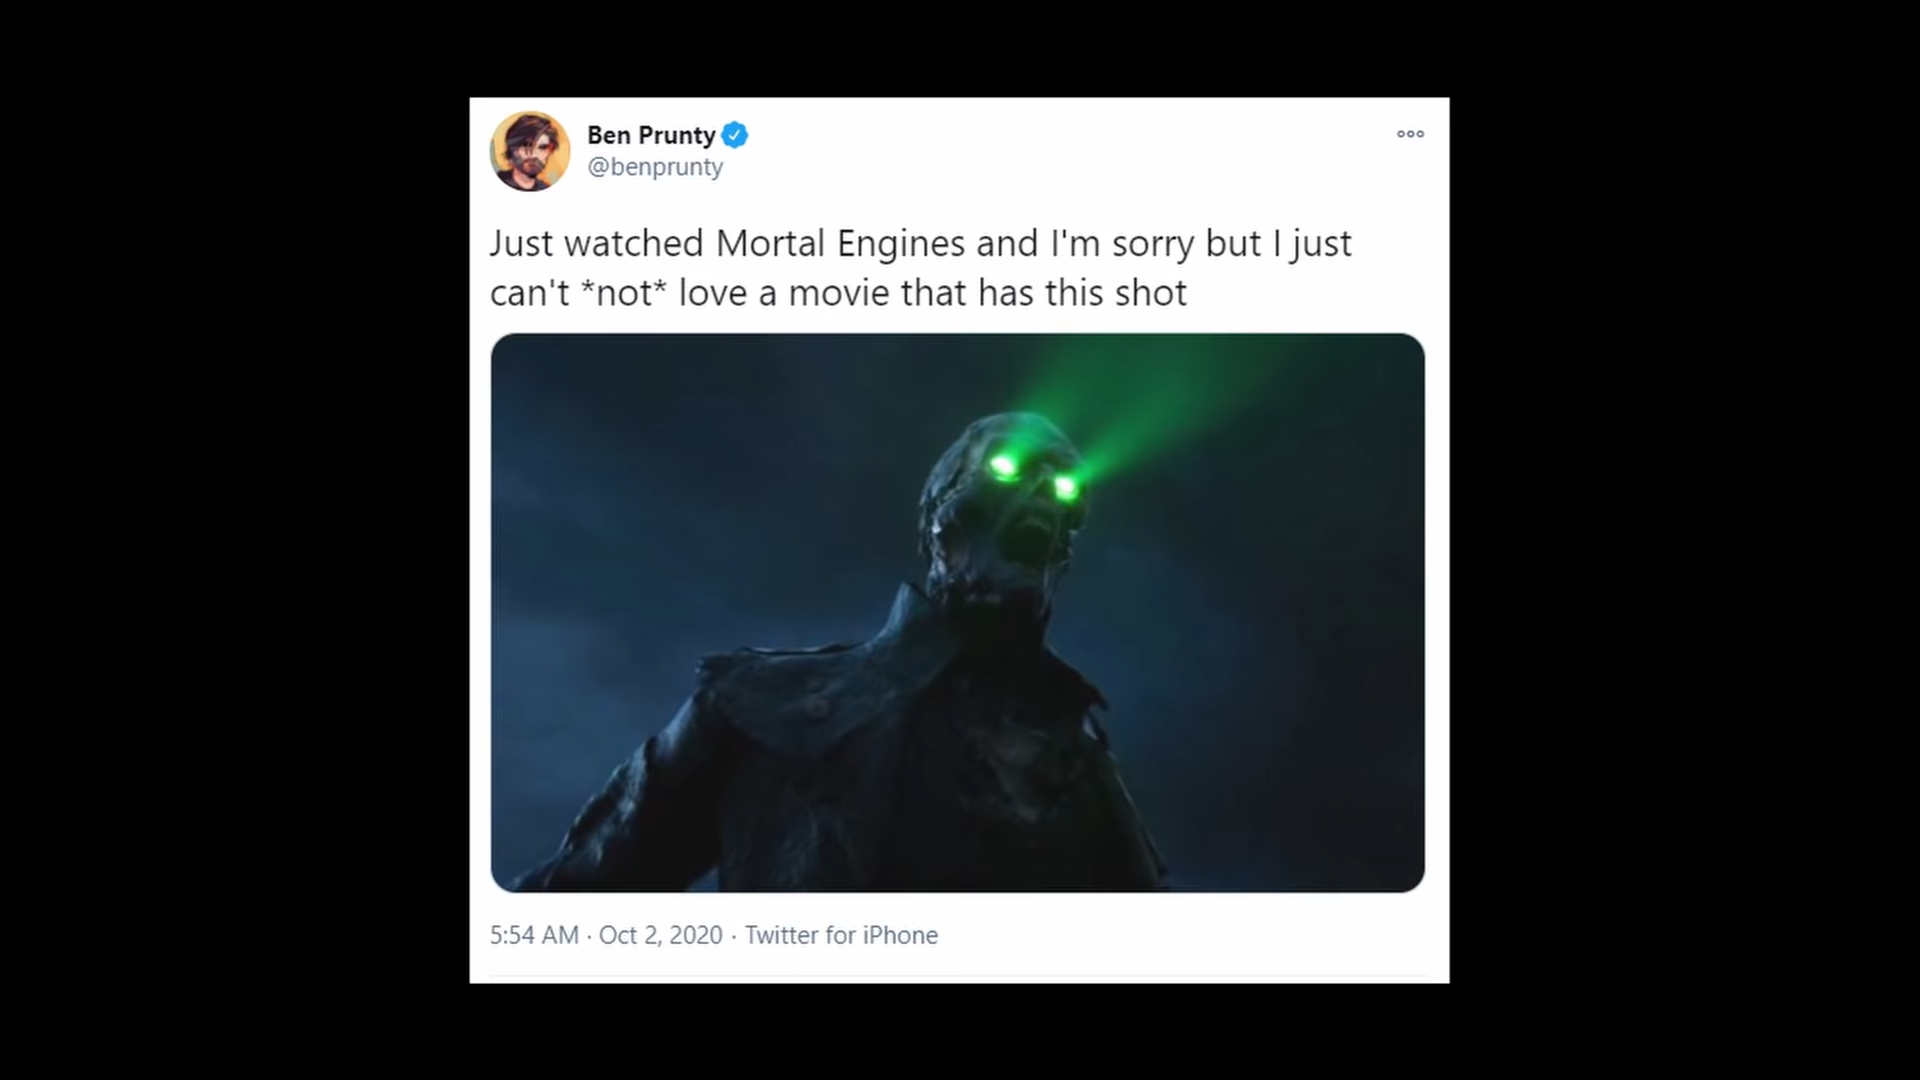 Ben Prunty
@benprunty
Just watched Mortal Engines and I'm sorry but I just
can't *not* love a movie that has this shot
5:54 AM · Oct 2, 2020 · Twitter for iPhone